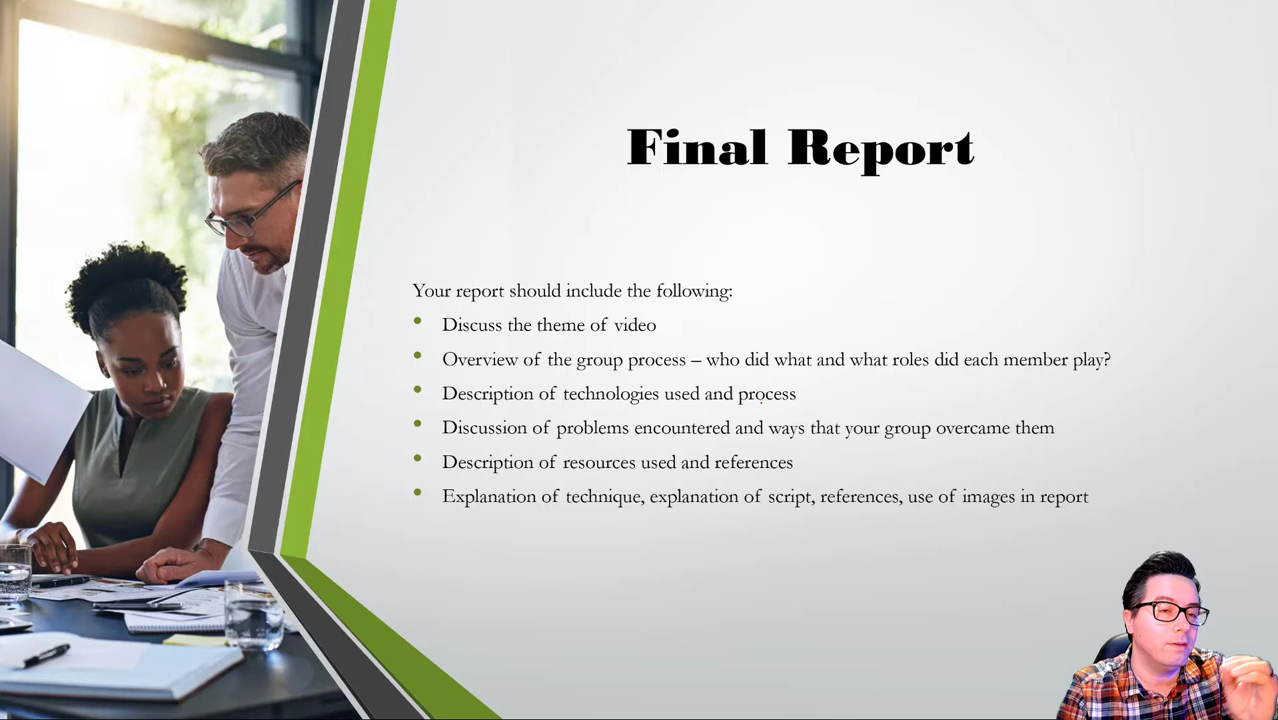 Final Report
Your report should include the following:
• Discuss the theme of video
• Overview of the group process – who did what and what roles did each member play?
• Description of technologies used and process
• Discussion of problems encountered and ways that your group overcame them
• Description of resources used and references
• Explanation of technique, explanation of script, references, use of images in report